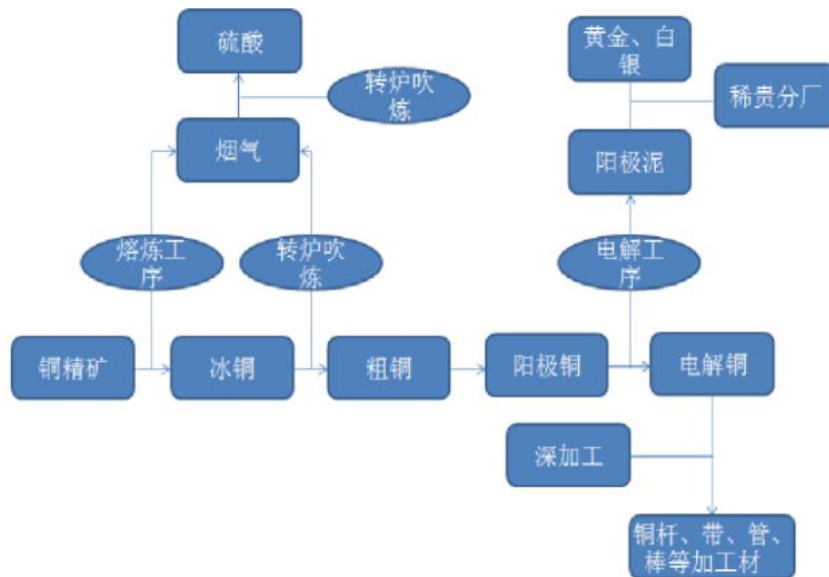 硫酸
黄金、白
银
转炉吹
炼
稀贵分厂
烟气
阳极泥
熔炼工
序
转炉吹
炼
电解工
序
铜精矿
冰铜
粗铜
阳极铜
电解铜
深加工
铜杆、带、管、
棒等加工材